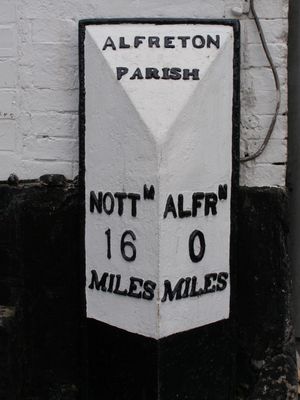 ALFRETON
PARISH
NOTTᴹ ALFRᴺ
16 0
MILES MILES